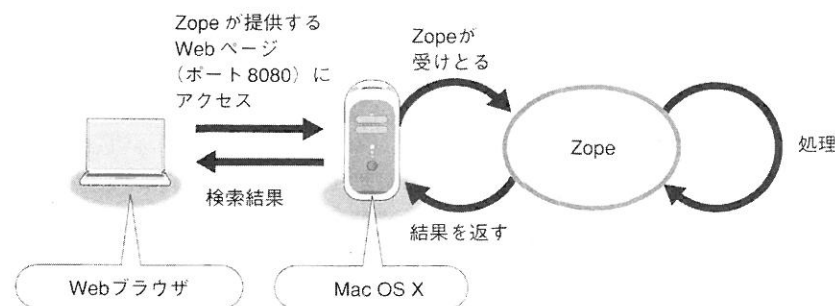 Zope が提供する
Web ページ
（ポート 8080）に
アクセス
Zopeが
受けとる
Zope
処理
検索結果
結果を返す
Webブラウザ
Mac OS X